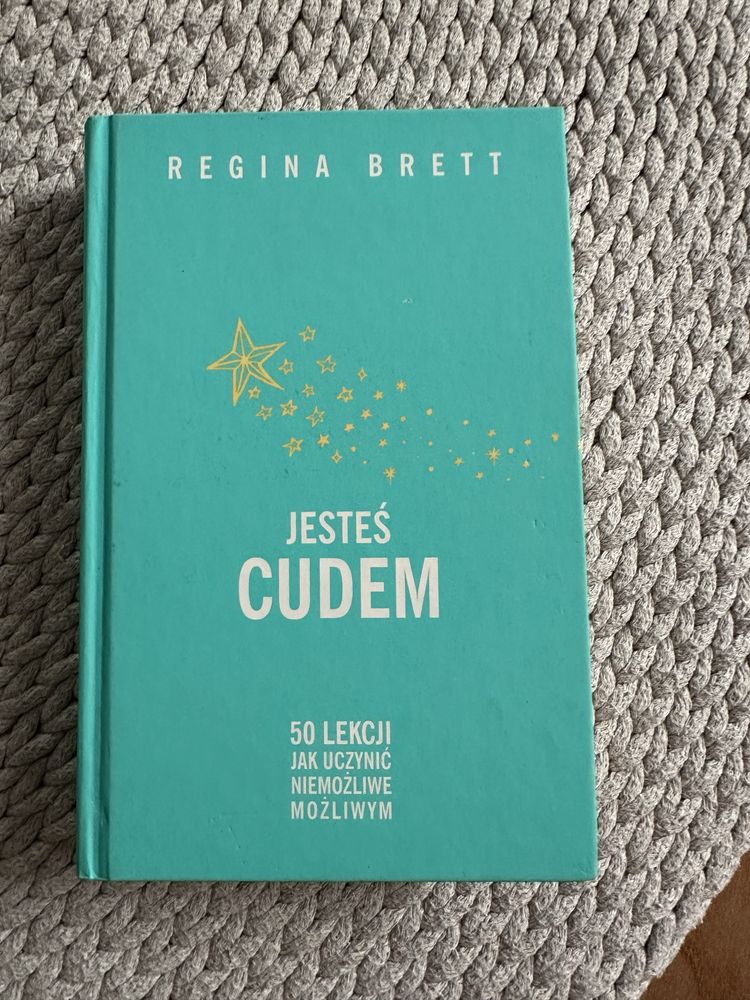 REGINA BRETT
JESTEŚ
CUDEM
50 LEKCJI
JAK UCZYNIĆ
NIEMOŻLIWE
MOŻLIWYM